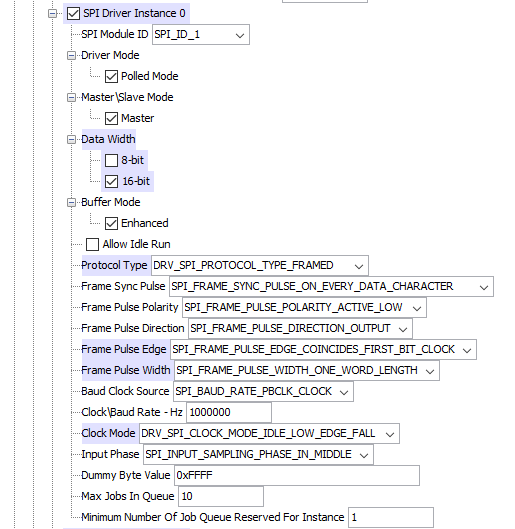 SPI Driver Instance 0
SPI Module ID SPI_ID_1
Driver Mode
Polled Mode
Master\Slave Mode
Master
Data Width
8-bit
16-bit
Buffer Mode
Enhanced
Allow Idle Run
Protocol Type DRV_SPI_PROTOCOL_TYPE_FRAMED
Frame Sync Pulse SPI_FRAME_SYNC_PULSE_ON_EVERY_DATA_CHARACTER
Frame Pulse Polarity SPI_FRAME_PULSE_POLARITY_ACTIVE_LOW
Frame Pulse Direction SPI_FRAME_PULSE_DIRECTION_OUTPUT
Frame Pulse Edge SPI_FRAME_PULSE_EDGE_COINCIDES_FIRST_BIT_CLOCK
Frame Pulse Width SPI_FRAME_PULSE_WIDTH_ONE_WORD_LENGTH
Baud Clock Source SPI_BAUD_RATE_PBCLK_CLOCK
Clock\Baud Rate - Hz 1000000
Clock Mode DRV_SPI_CLOCK_MODE_IDLE_LOW_EDGE_FALL
Input Phase SPI_INPUT_SAMPLING_PHASE_IN_MIDDLE
Dummy Byte Value 0xFFFF
Max Jobs In Queue 10
Minimum Number Of Job Queue Reserved For Instance 1